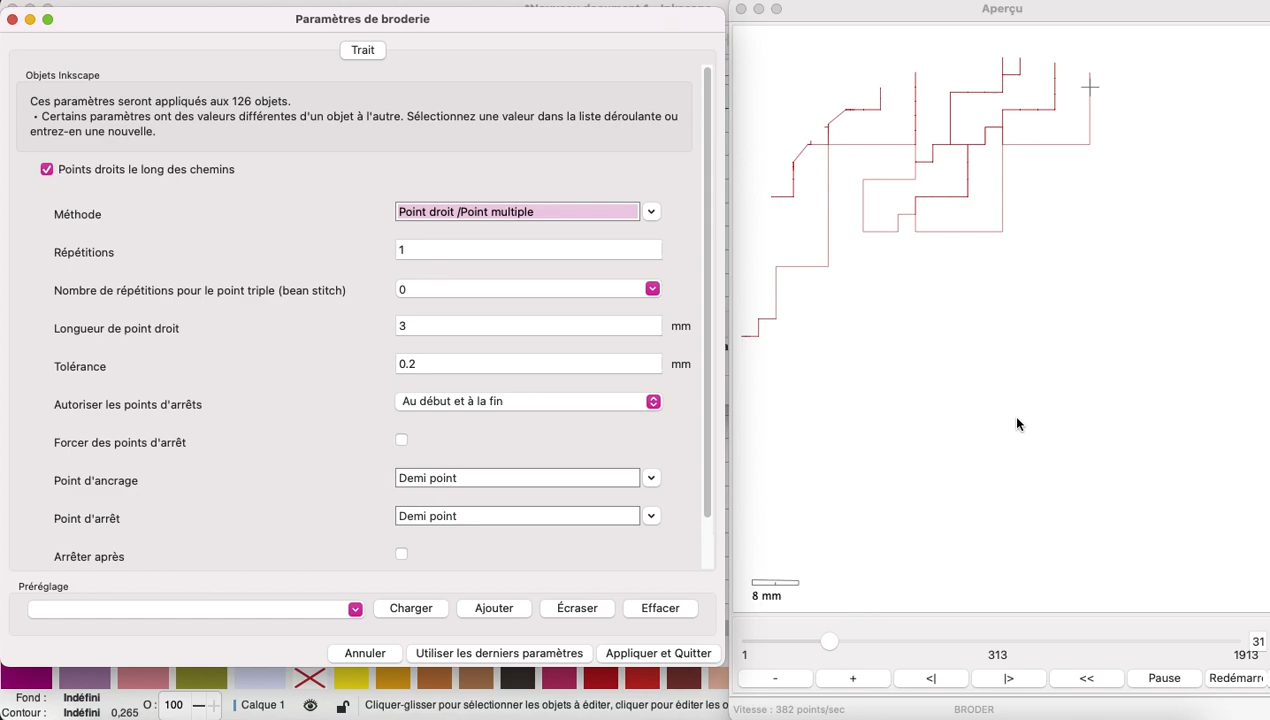 Paramètres de broderie
Aperçu
Trait
Objets Inkscape
Ces paramètres seront appliqués aux 126 objets.
• Certains paramètres ont des valeurs différentes d'un objet à l'autre. Sélectionnez une valeur dans la liste déroulante ou
entrez-en une nouvelle.
Points droits le long des chemins
Méthode
Point droit /Point multiple
Répétitions
1
Nombre de répétitions pour le point triple (bean stitch)
0
Longueur de point droit
3
mm
Tolérance
0.2
mm
Autoriser les points d'arrêts
Au début et à la fin
Forcer des points d'arrêt
Point d'ancrage
Demi point
Point d'arrêt
Demi point
Arrêter après
Préréglage
Charger
Ajouter
Écraser
Effacer
Annuler
Utiliser les derniers paramètres
Appliquer et Quitter
Fond :
Indéfini
Contour :
Indéfini
0,265
O :
100
Calque 1
Cliquer-glisser pour sélectionner les objets à éditer, cliquer pour éditer les o
8 mm
31
1
313
1913
-
+
<|
|>
<<
Pause
Redémarr
Vitesse : 382 points/sec
BRODER